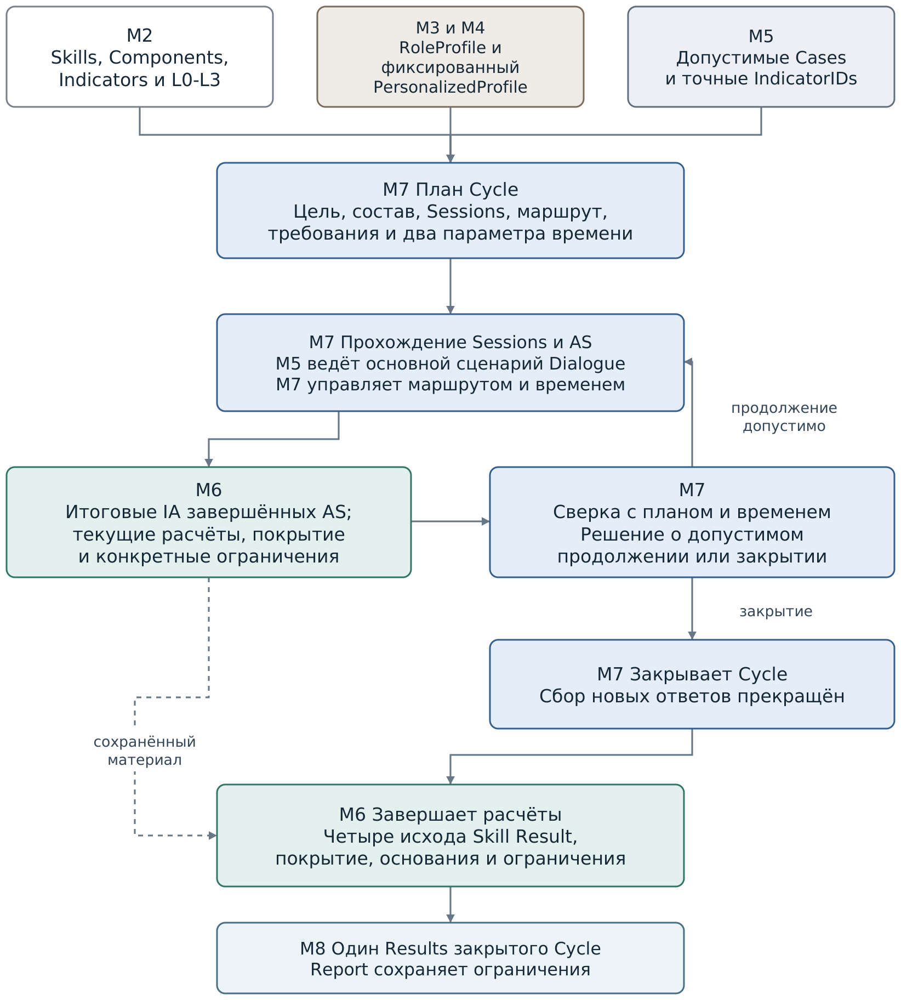 M2
Skills, Components,
Indicators и L0-L3
M3 и M4
RoleProfile и
фиксированный
PersonalizedProfile
M5
Допустимые Cases
и точные IndicatorIDs
M7 План Cycle
Цель, состав, Sessions, маршрут,
требования и два параметра времени
M7 Прохождение Sessions и AS
M5 ведёт основной сценарий Dialogue
M7 управляет маршрутом и временем
продолжение
допустимо
M6
Итоговые IA завершённых AS;
текущие расчёты, покрытие
и конкретные ограничения
M7
Сверка с планом и временем
Решение о допустимом
продолжении или закрытии
закрытие
M7 Закрывает Cycle
Сбор новых ответов прекращён
сохранённый
материал
M6 Завершает расчёты
Четыре исхода Skill Result,
покрытие, основания и ограничения
M8 Один Results закрытого Cycle
Report сохраняет ограничения